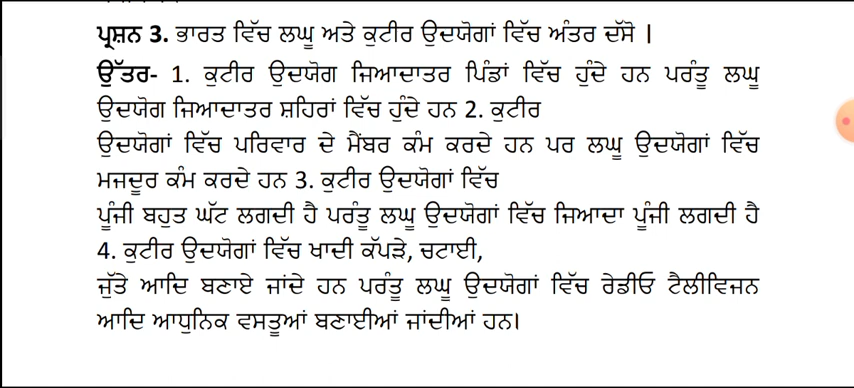 ਪ੍ਰਸ਼ਨ 3. ਭਾਰਤ ਵਿੱਚ ਲਘੂ ਅਤੇ ਕੁਟੀਰ ਉਦਯੋਗਾਂ ਵਿੱਚ ਅੰਤਰ ਦੱਸੋ ।
ਉੱਤਰ- 1. ਕੁਟੀਰ ਉਦਯੋਗ ਜਿਆਦਾਤਰ ਪਿੰਡਾਂ ਵਿੱਚ ਹੁੰਦੇ ਹਨ ਪਰੰਤੂ ਲਘੂ
ਉਦਯੋਗ ਜਿਆਦਾਤਰ ਸ਼ਹਿਰਾਂ ਵਿੱਚ ਹੁੰਦੇ ਹਨ 2. ਕੁਟੀਰ
ਉਦਯੋਗਾਂ ਵਿੱਚ ਪਰਿਵਾਰ ਦੇ ਮੈਂਬਰ ਕੰਮ ਕਰਦੇ ਹਨ ਪਰ ਲਘੂ ਉਦਯੋਗਾਂ ਵਿੱਚ
ਮਜਦੂਰ ਕੰਮ ਕਰਦੇ ਹਨ 3. ਕੁਟੀਰ ਉਦਯੋਗਾਂ ਵਿੱਚ
ਪੂੰਜੀ ਬਹੁਤ ਘੱਟ ਲਗਦੀ ਹੈ ਪਰੰਤੂ ਲਘੂ ਉਦਯੋਗਾਂ ਵਿੱਚ ਜਿਆਦਾ ਪੂੰਜੀ ਲਗਦੀ ਹੈ
4. ਕੁਟੀਰ ਉਦਯੋਗਾਂ ਵਿੱਚ ਖਾਦੀ ਕੱਪੜੇ, ਚਟਾਈ,
ਜੁੱਤੇ ਆਦਿ ਬਣਾਏ ਜਾਂਦੇ ਹਨ ਪਰੰਤੂ ਲਘੂ ਉਦਯੋਗਾਂ ਵਿੱਚ ਰੇਡੀਓ ਟੈਲੀਵਿਜਨ
ਆਦਿ ਆਧੁਨਿਕ ਵਸਤੂਆਂ ਬਣਾਈਆਂ ਜਾਂਦੀਆਂ ਹਨ।